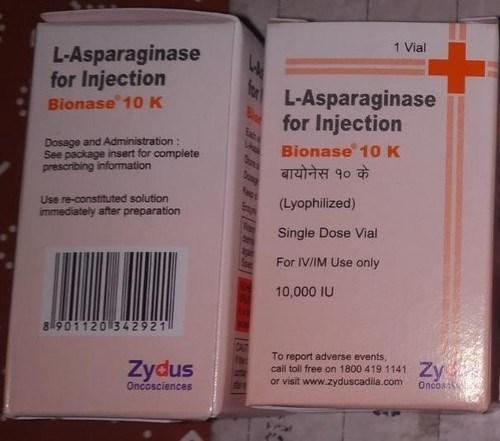 L-Asparaginase
for Injection
Bionase® 10 K
Dosage and Administration :
See package insert for complete
prescribing information
Use re-constituted solution
immediately after preparation
8 901120 342921
Zydus
Oncosciences
1 Vial
L-Asparaginase
for Injection
Bionase® 10 K
बायोनेस १० के
(Lyophilized)
Single Dose Vial
For IV/IM Use only
10,000 IU
To report adverse events,
call toll free on 1800 419 1141
or visit www.zyduscadila.com
Zydus